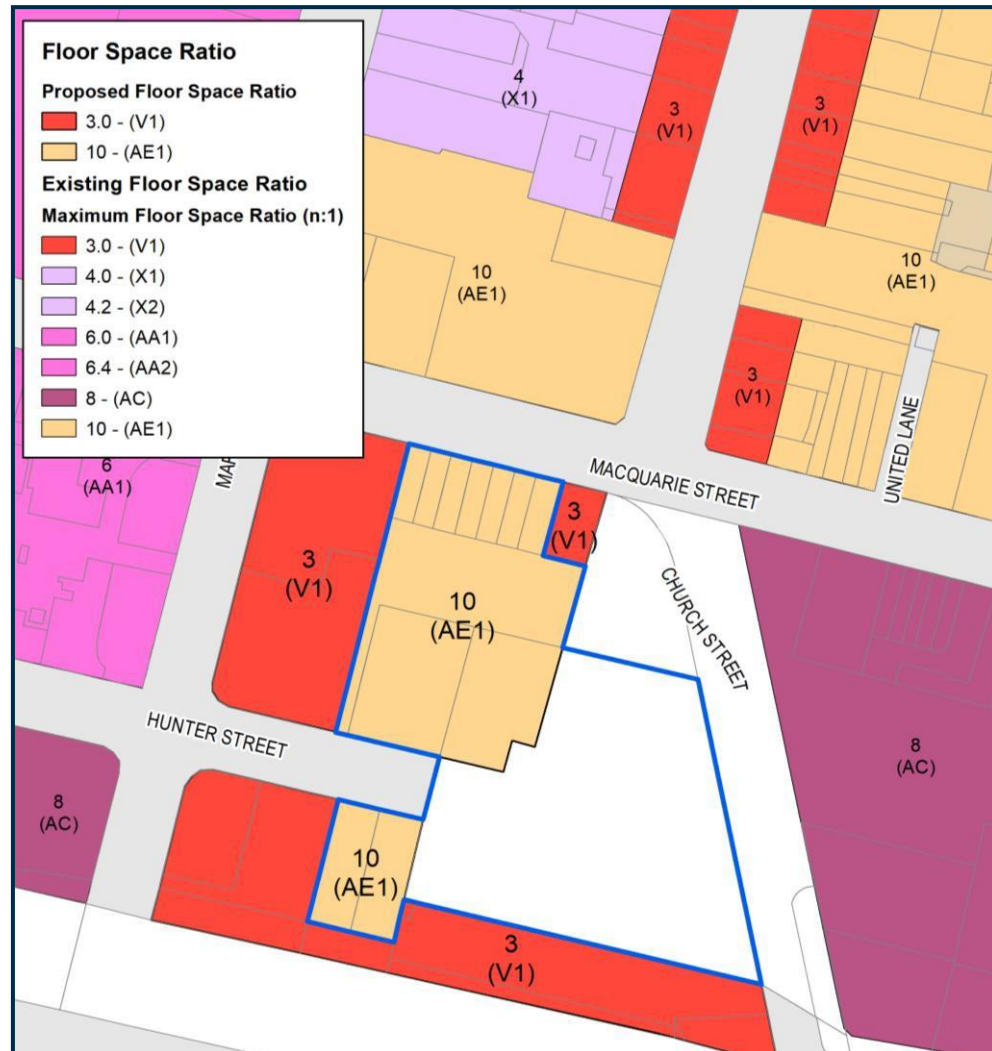 Floor Space Ratio
Proposed Floor Space Ratio
3.0 - (V1)
10 - (AE1)
Existing Floor Space Ratio
Maximum Floor Space Ratio (n:1)
3.0 - (V1)
4.0 - (X1)
4.2 - (X2)
6.0 - (AA1)
6.4 - (AA2)
8 - (AC)
10 - (AE1)
4
(X1)
3
(V1)
3
(V1)
10
(AE1)
10
(AE1)
3
(V1)
UNITED LANE
MACQUARIE STREET
6
(AA1)
MAR
3
(V1)
3
(V1)
10
(AE1)
CHURCH STREET
HUNTER STREET
8
(AC)
8
(AC)
10
(AE1)
3
(V1)